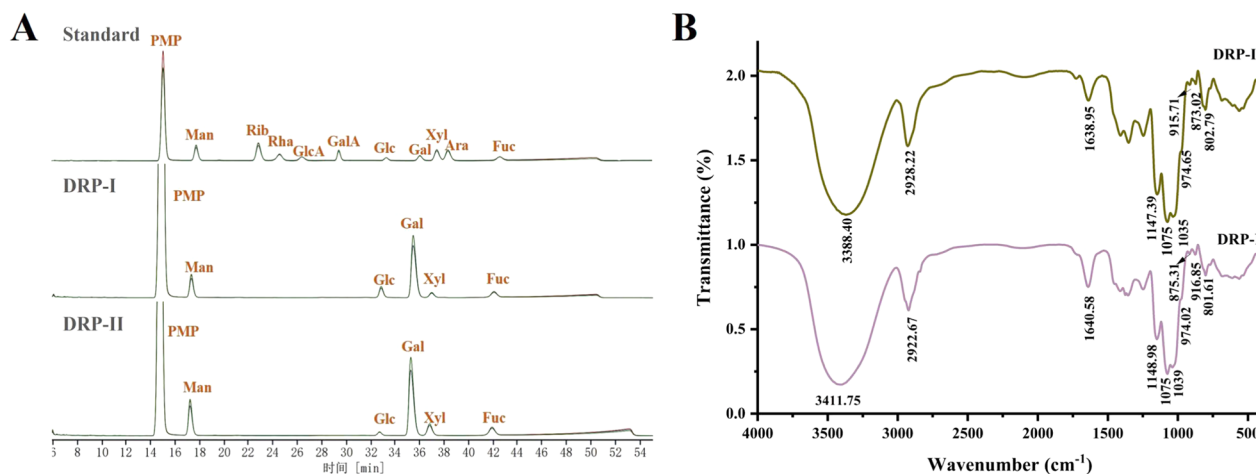 A
Standard
PMP
Man
Rib
Rha
GlcA
GalA
Glc
Gal
Xyl
Ara
Fuc
DRP-I
PMP
Man
Glc
Gal
Xyl
Fuc
DRP-II
PMP
Man
Glc
Gal
Xyl
Fuc
6 8 10 12 14 16 18 20 22 24 26 28 30 32 34 36 38 40 42 44 46 48 50 52 54
时间 [min]
B
DRP-I
2.0
1.5
1.0
0.5
0.0
Transmittance (%)
3388.40
2928.22
1638.95
1147.39
1075
1035
974.65
915.71
873.02
802.79
3411.75
2922.67
1640.58
1148.98
1075
1039
974.02
875.31
916.85
801.61
4000 3500 3000 2500 2000 1500 1000 500
Wavenumber (cm⁻¹)